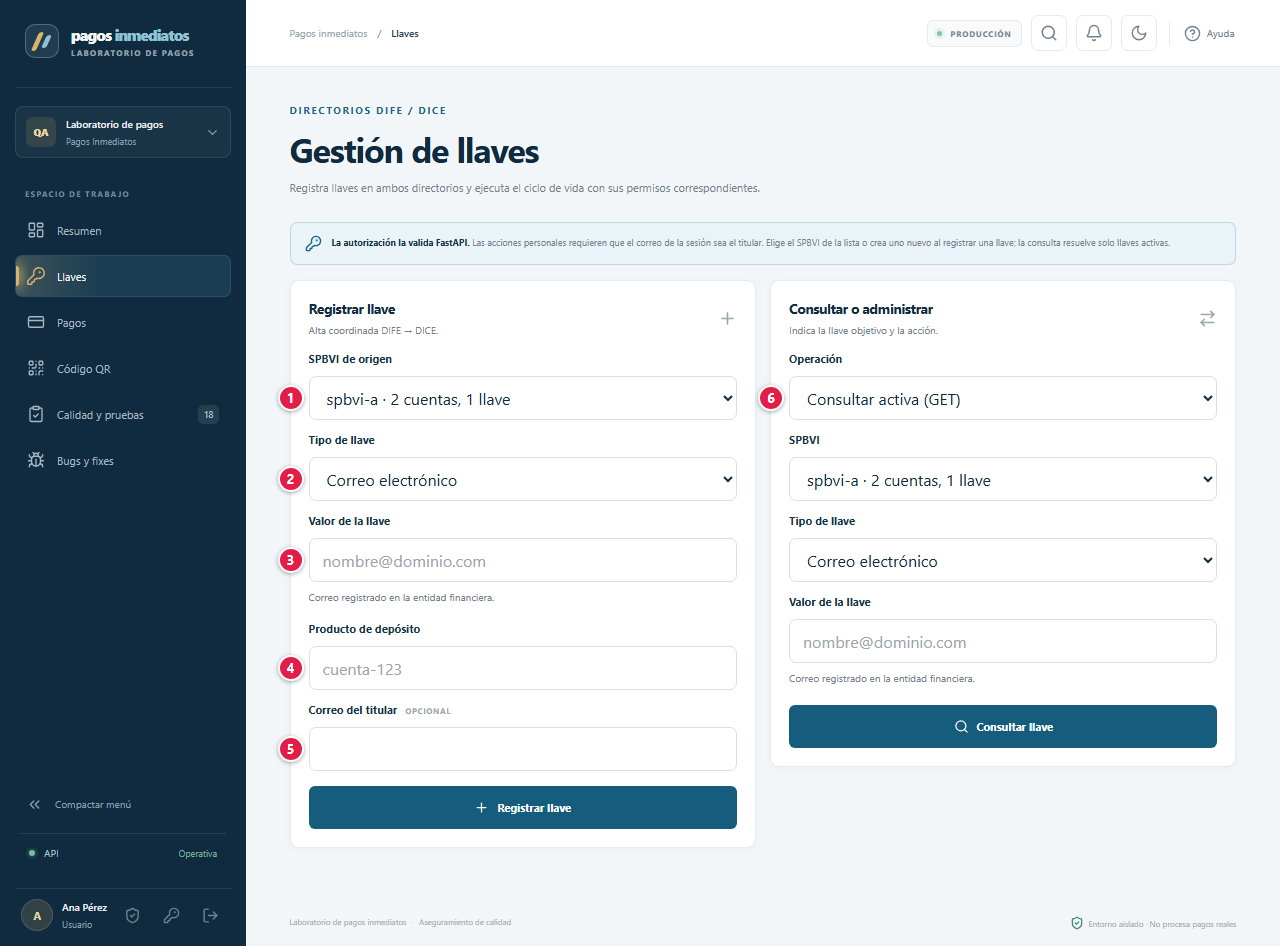 pagos inmediatos
LABORATORIO DE PAGOS
QA
Laboratorio de pagos
Pagos Inmediatos
ESPACIO DE TRABAJO
Resumen
Llaves
Pagos
Código QR
Calidad y pruebas 18
Bugs y fixes
Compactar menú
API Operativa
A
Ana Pérez
Usuario
Pagos inmediatos / Llaves
PRODUCCIÓN
Ayuda
DIRECTORIOS DIFE / DICE
Gestión de llaves
Registra llaves en ambos directorios y ejecuta el ciclo de vida con sus permisos correspondientes.
La autorización la valida FastAPI. Las acciones personales requieren que el correo de la sesión sea el titular. Elige el SPBVI de la lista o crea uno nuevo al registrar una llave; la consulta resuelve solo llaves activas.
Registrar llave
Alta coordinada DIFE → DICE.
SPBVI de origen
1 spbvi-a · 2 cuentas, 1 llave
Tipo de llave
2 Correo electrónico
Valor de la llave
3 nombre@dominio.com
Correo registrado en la entidad financiera.
Producto de depósito
4 cuenta-123
Correo del titular OPCIONAL
5
Registrar llave
Consultar o administrar
Indica la llave objetivo y la acción.
Operación
6 Consultar activa (GET)
SPBVI
spbvi-a · 2 cuentas, 1 llave
Tipo de llave
Correo electrónico
Valor de la llave
nombre@dominio.com
Correo registrado en la entidad financiera.
Consultar llave
Laboratorio de pagos inmediatos · Aseguramiento de calidad
Entorno aislado · No procesa pagos reales